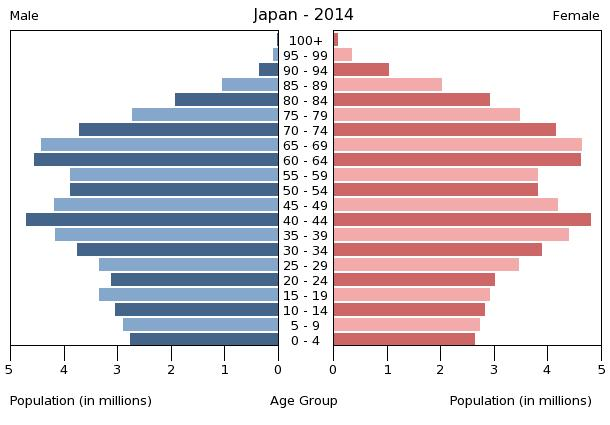 Japan - 2014
Male
Female
100+
95 - 99
90 - 94
85 - 89
80 - 84
75 - 79
70 - 74
65 - 69
60 - 64
55 - 59
50 - 54
45 - 49
40 - 44
35 - 39
30 - 34
25 - 29
20 - 24
15 - 19
10 - 14
5 - 9
0 - 4
5 4 3 2 1 0 0 1 2 3 4 5
Population (in millions) Age Group Population (in millions)